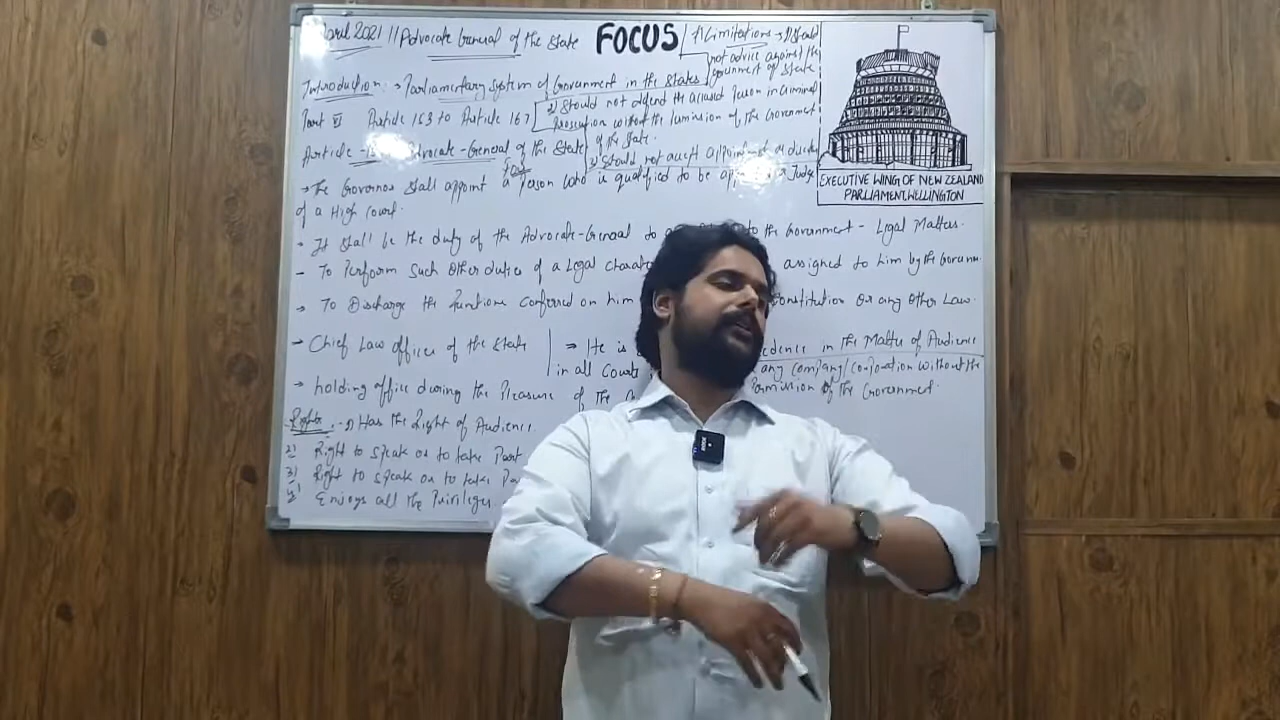 April 2021 // Advocate General of the State
FOCUS
Limitations → 1) Should
not advice against the
Government of State
Introduction :→ Parliamentary System of Government in the States
2) Should not defend the accused Person in Criminal
Prosecution without the Permission of the Government
of the State.
Part VI Article 153 to Article 167
Article Advocate-General of the State
3) Should not accept appointment as
→ The Governor shall appoint a Person who is qualified to be Judge
of a High Court.
→ It shall be the duty of the Advocate-General to to the Government - Legal Matters.
→ To Perform Such Other duties of a Legal assigned to him by the
→ To Discharge the functions Conferred on him Constitution or any Other Law.
→ Chief Law officer of the State
⇒ He is in the Matter of Audience
in all Courts
any Company/Corporation without the
Permission of the Government
→ holding office during the Pleasure of the
Rights :- 1) Has the Right of Audience.
2) Right to Speak or to take Part
3) Right to Speak or to take
4) Enjoys all the Privileges
EXECUTIVE WING OF NEW ZEALAND
PARLIAMENT, WELLINGTON